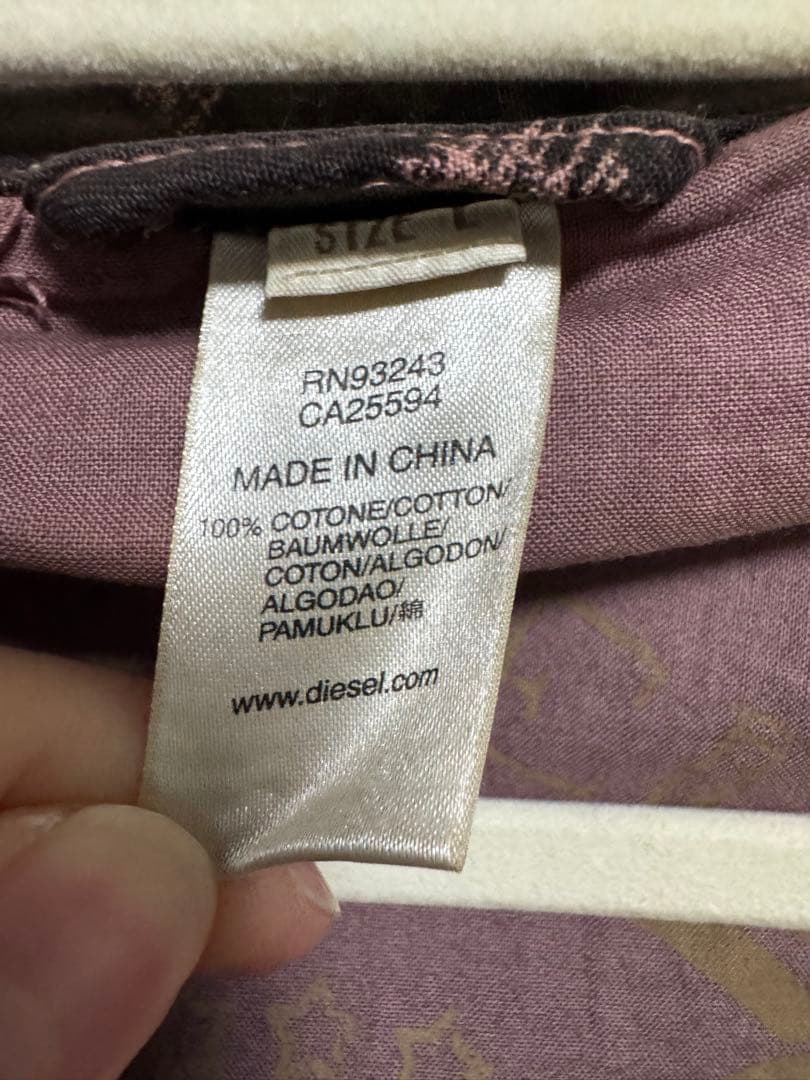 SIZE L
RN93243
CA25594
MADE IN CHINA
100% COTONE/COTTON/
BAUMWOLLE/
COTON/ALGODON/
ALGODAO/
PAMUKLU/綿
www.diesel.com